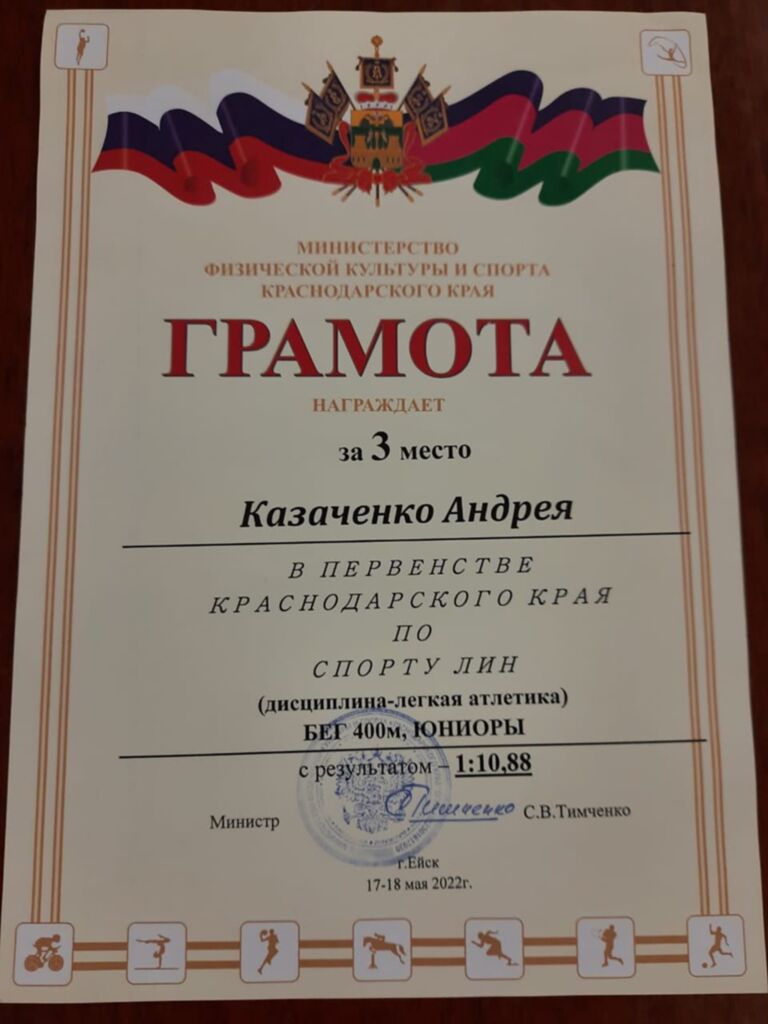 МИНИСТЕРСТВО
ФИЗИЧЕСКОЙ КУЛЬТУРЫ И СПОРТА
КРАСНОДАРСКОГО КРАЯ
ГРАМОТА
НАГРАЖДАЕТ
за 3 место
Казаченко Андрея
В ПЕРВЕНСТВЕ
КРАСНОДАРСКОГО КРАЯ
ПО
СПОРТУ ЛИН
(дисциплина-легкая атлетика)
БЕГ 400м, ЮНИОРЫ
с результатом – 1:10,88
Министр Тимченко С.В.Тимченко
г.Ейск
17-18 мая 2022г.